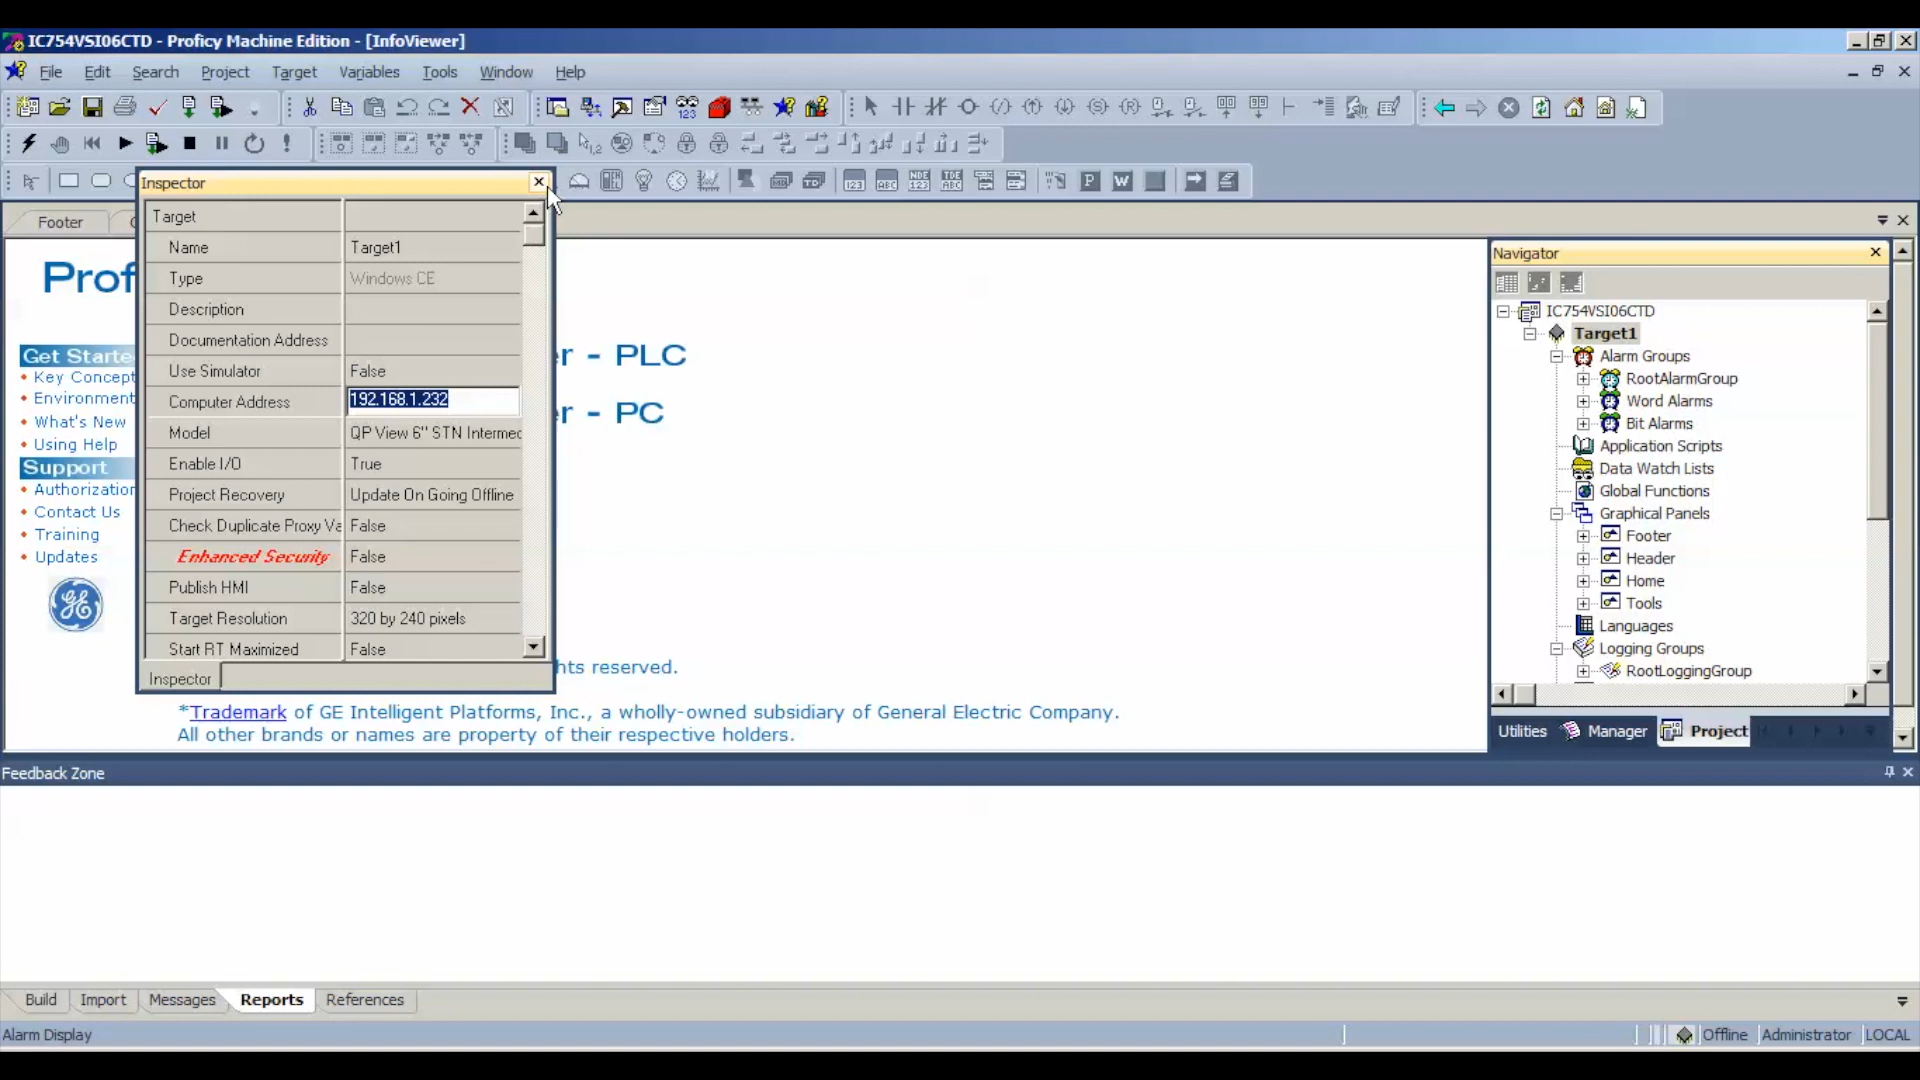 IC754VSI06CTD - Proficy Machine Edition - [InfoViewer]
File Edit Search Project Target Variables Tools Window Help
Inspector
Footer
Target
Name Target1
Type Windows CE
Description
Documentation Address
Use Simulator False
Computer Address 192.168.1.232
Model QP View 6" STN Intermec
Enable I/O True
Project Recovery Update On Going Offline
Check Duplicate Proxy Va False
Enhanced Security False
Publish HMI False
Target Resolution 320 by 240 pixels
Start RT Maximized False
Inspector
Prof
Get Starte
Key Concept
Environment
What's New
Using Help
Support
Authorization
Contact Us
Training
Updates
r - PLC
r - PC
hts reserved.
*Trademark of GE Intelligent Platforms, Inc., a wholly-owned subsidiary of General Electric Company.
All other brands or names are property of their respective holders.
Navigator
IC754VSI06CTD
Target1
Alarm Groups
RootAlarmGroup
Word Alarms
Bit Alarms
Application Scripts
Data Watch Lists
Global Functions
Graphical Panels
Footer
Header
Home
Tools
Languages
Logging Groups
RootLoggingGroup
Utilities Manager Project
Feedback Zone
Build Import Messages Reports References
Alarm Display
Offline Administrator LOCAL